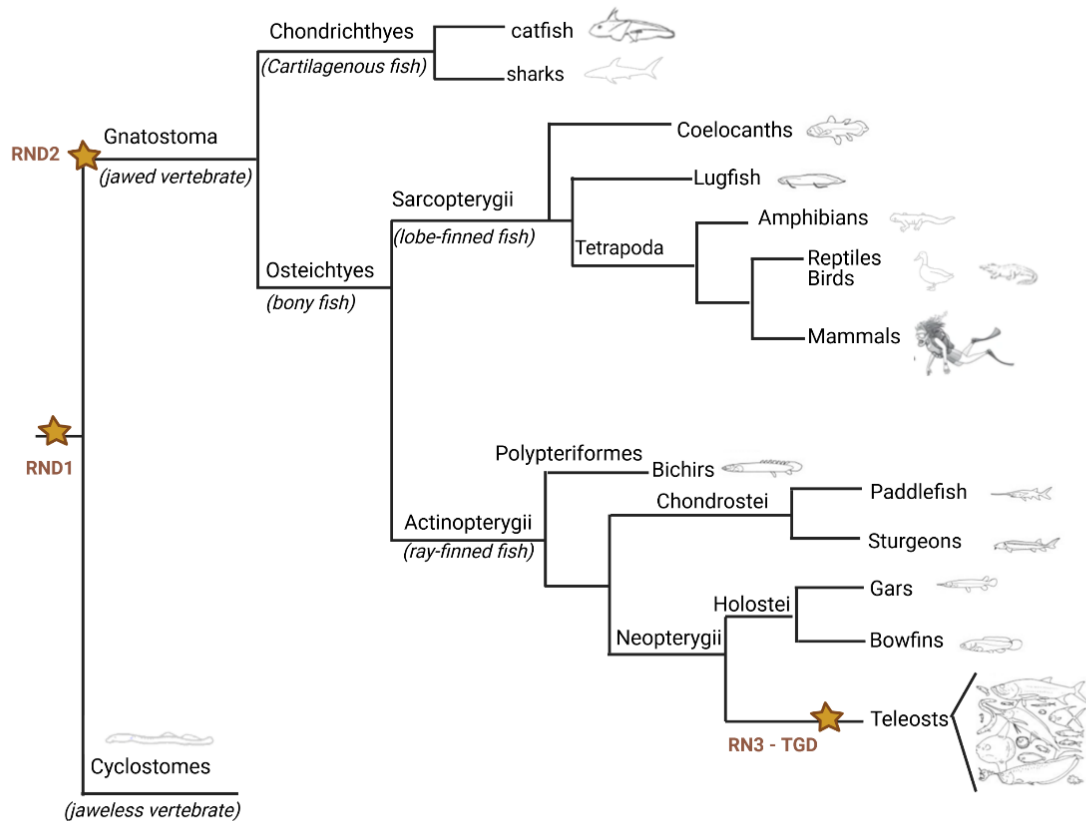 Chondrichthyes
(Cartilagenous fish)
catfish
sharks
RND2
Gnatostoma
(jawed vertebrate)
Coelocanths
Lugfish
Sarcopterygii
(lobe-finned fish)
Amphibians
Tetrapoda
Reptiles
Birds
Osteichtyes
(bony fish)
Mammals
RND1
Polypteriformes
Bichirs
Paddlefish
Chondrostei
Actinopterygii
(ray-finned fish)
Sturgeons
Gars
Holostei
Neopterygii
Bowfins
Teleosts
RN3 - TGD
Cyclostomes
(jaweless vertebrate)